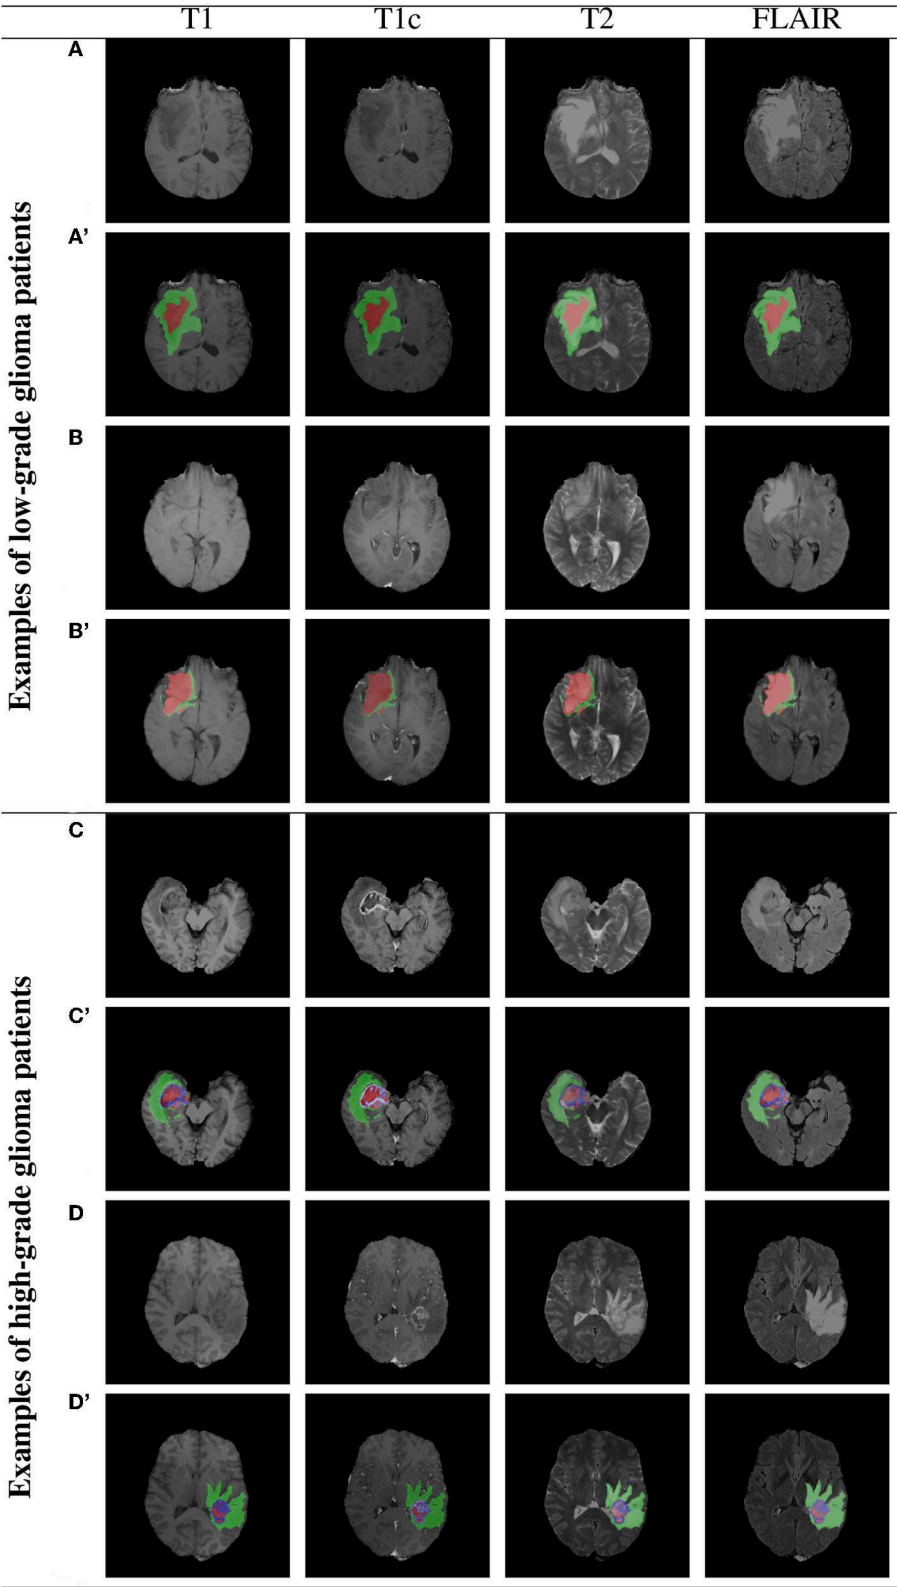 T1 T1c T2 FLAIR
Examples of low-grade glioma patients
A
A’
B
B’
Examples of high-grade glioma patients
C
C’
D
D’